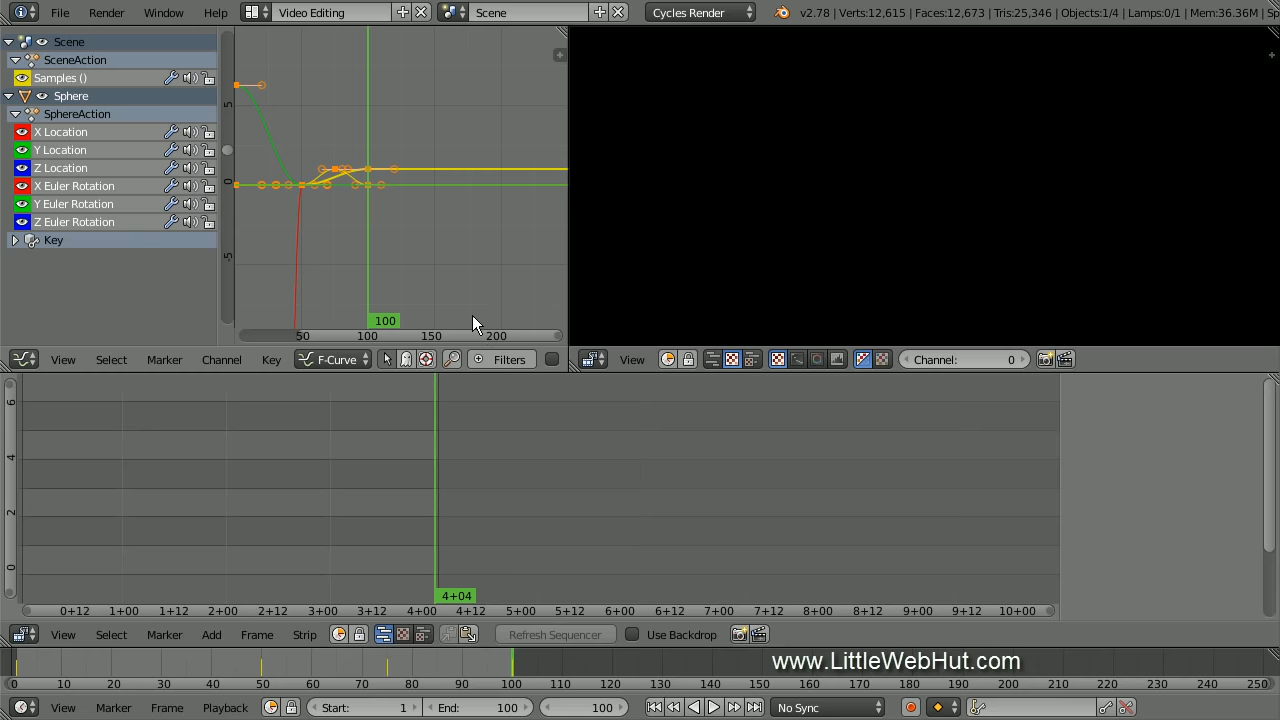 File Render Window Help Video Editing Scene Cycles Render v2.78 | Verts:12,615 | Faces:12,673 | Tris:25,346 | Objects:1/4 | Lamps:0/1 | Mem:36.36M | Sp
Scene
SceneAction
Samples ()
Sphere
SphereAction
X Location
Y Location
Z Location
X Euler Rotation
Y Euler Rotation
Z Euler Rotation
Key
5
0
-5
100
50 100 150 200
View Select Marker Channel Key F-Curve Filters
View Channel: 0
6
4
2
0
4+04
0+12 1+00 1+12 2+00 2+12 3+00 3+12 4+00 4+12 5+00 5+12 6+00 6+12 7+00 7+12 8+00 8+12 9+00 9+12 10+00
View Select Marker Add Frame Strip Refresh Sequencer Use Backdrop
www.LittleWebHut.com
0 10 20 30 40 50 60 70 80 90 100 110 120 130 140 150 160 170 180 190 200 210 220 230 240 250
View Marker Frame Playback Start: 1 End: 100 100 No Sync